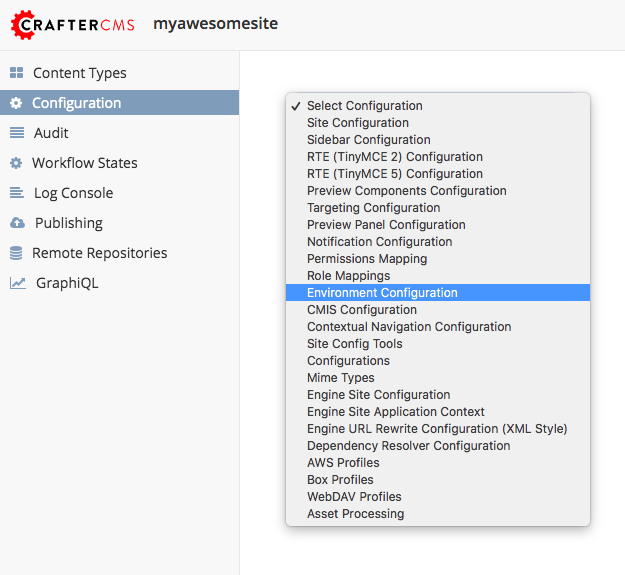 CRAFTERCMS myawesomesite
Content Types
Configuration
Audit
Workflow States
Log Console
Publishing
Remote Repositories
GraphiQL
✓ Select Configuration
Site Configuration
Sidebar Configuration
RTE (TinyMCE 2) Configuration
RTE (TinyMCE 5) Configuration
Preview Components Configuration
Targeting Configuration
Preview Panel Configuration
Notification Configuration
Permissions Mapping
Role Mappings
Environment Configuration
CMIS Configuration
Contextual Navigation Configuration
Site Config Tools
Configurations
Mime Types
Engine Site Configuration
Engine Site Application Context
Engine URL Rewrite Configuration (XML Style)
Dependency Resolver Configuration
AWS Profiles
Box Profiles
WebDAV Profiles
Asset Processing